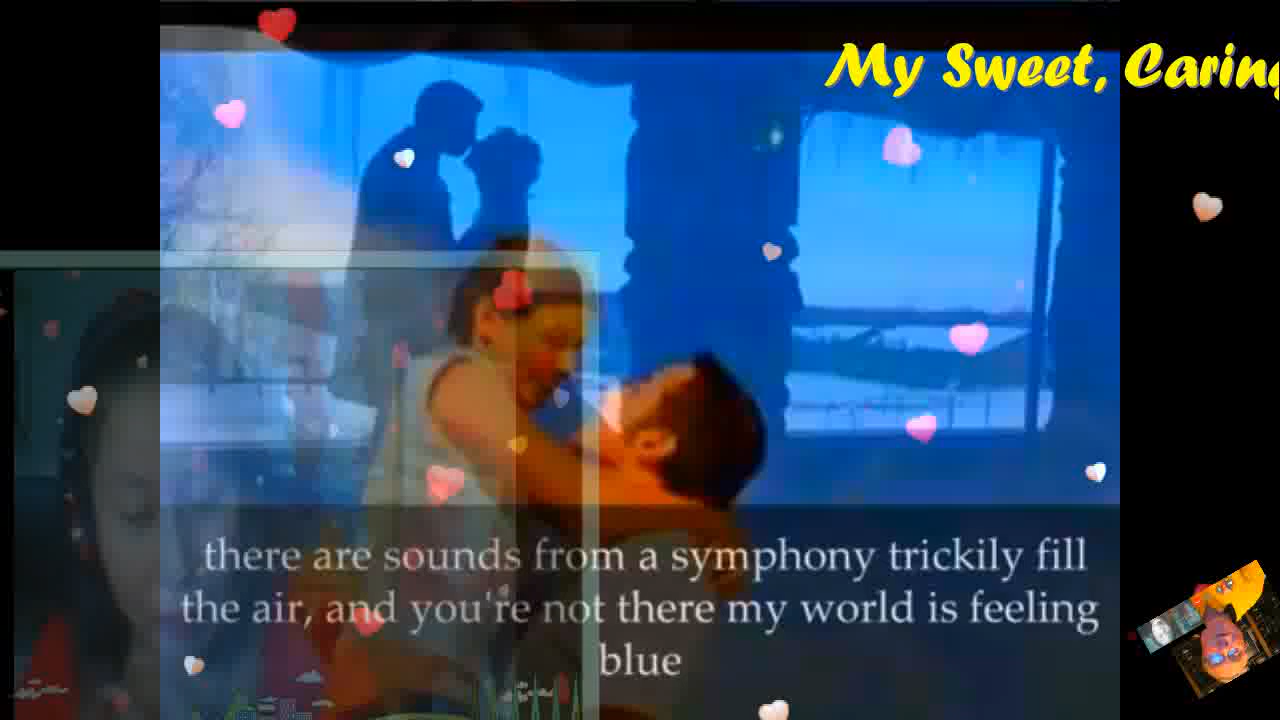 My Sweet, Caring
there are sounds from a symphony trickily fill
the air, and you're not there my world is feeling
blue